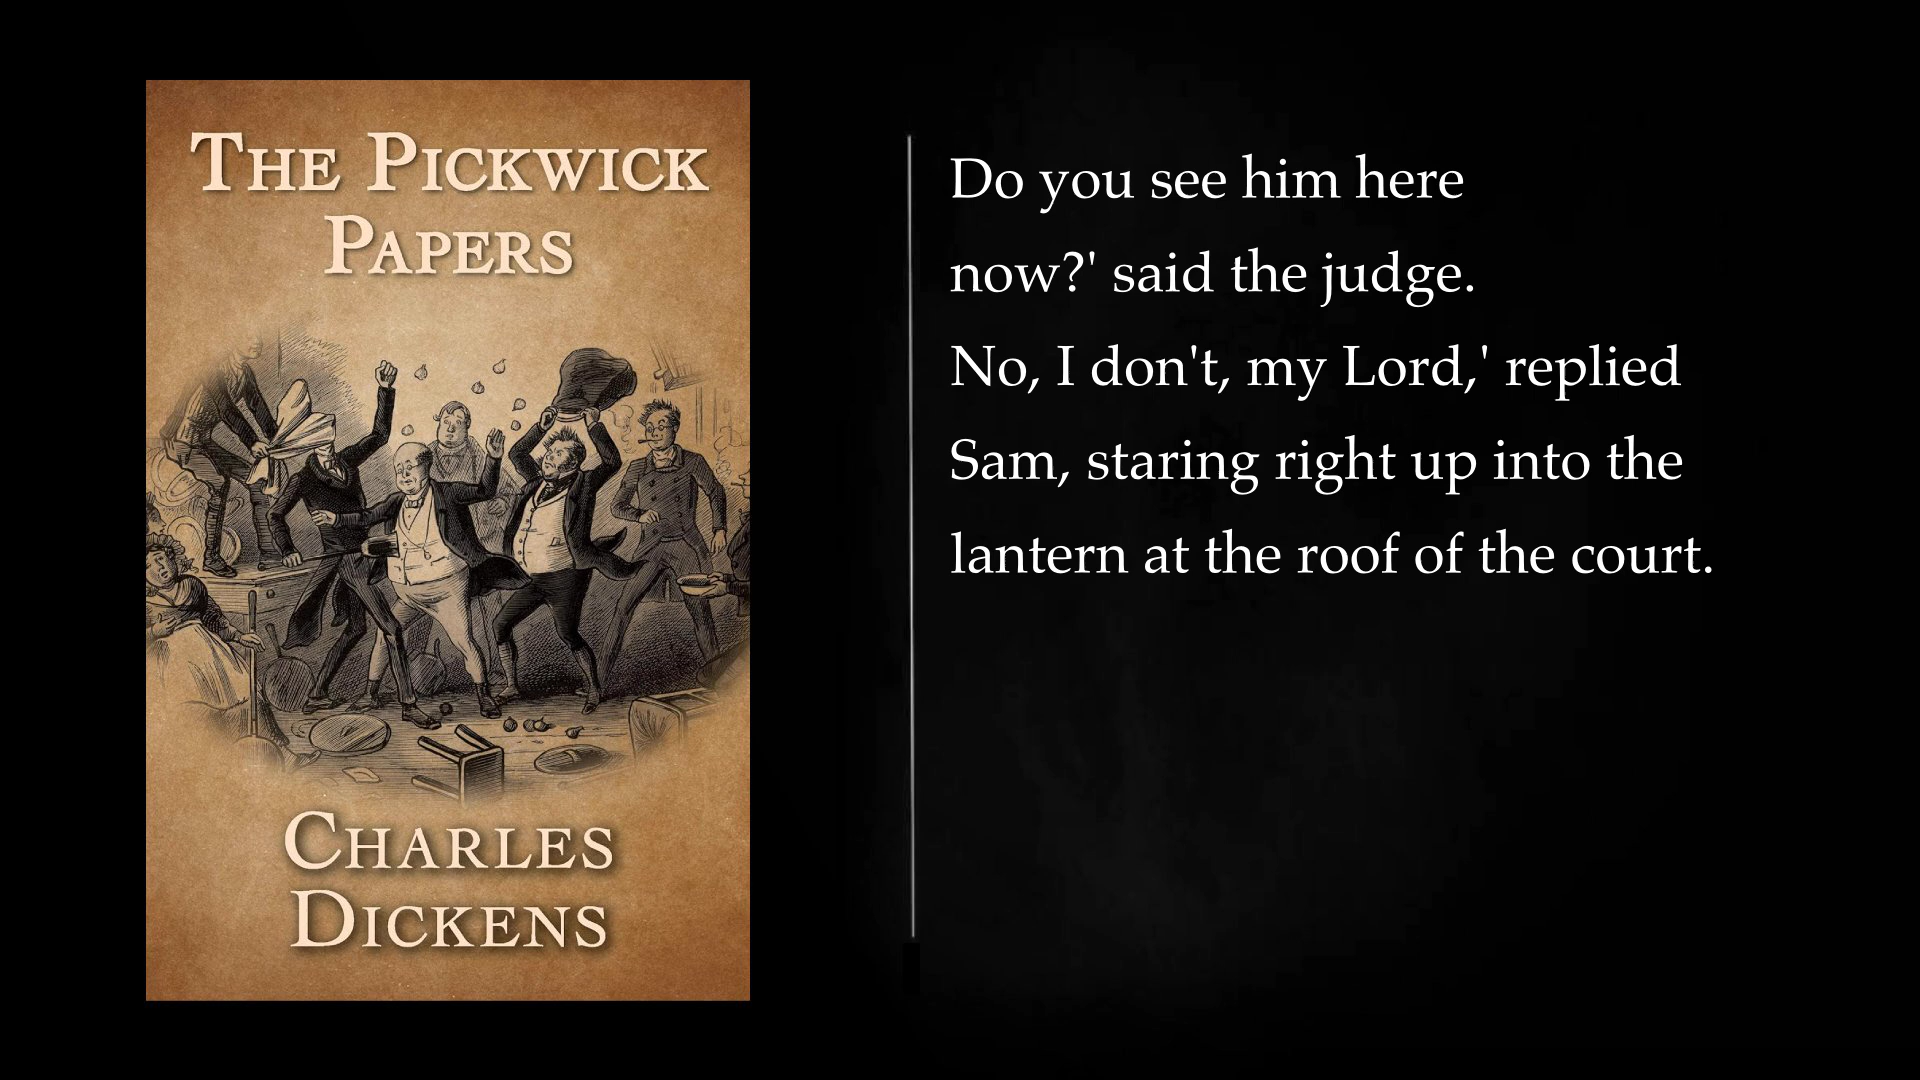 THE PICKWICK
PAPERS
CHARLES
DICKENS
Do you see him here
now?' said the judge.
No, I don't, my Lord,' replied
Sam, staring right up into the
lantern at the roof of the court.